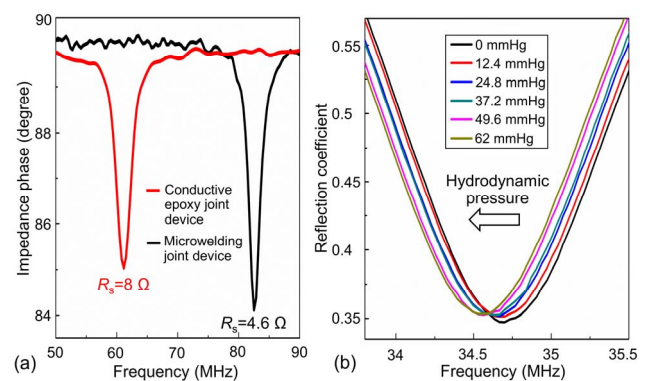 90
88
86
84
Impedance phase (degree)
Conductive
epoxy joint
device
Microwelding
joint device
Rs=8 Ω
Rs=4.6 Ω
50 60 70 80 90
(a) Frequency (MHz)
0.55
0.5
0.45
0.4
0.35
Reflection coefficient
0 mmHg
12.4 mmHg
24.8 mmHg
37.2 mmHg
49.6 mmHg
62 mmHg
Hydrodynamic
pressure
34 34.5 35 35.5
(b) Frequency (MHz)